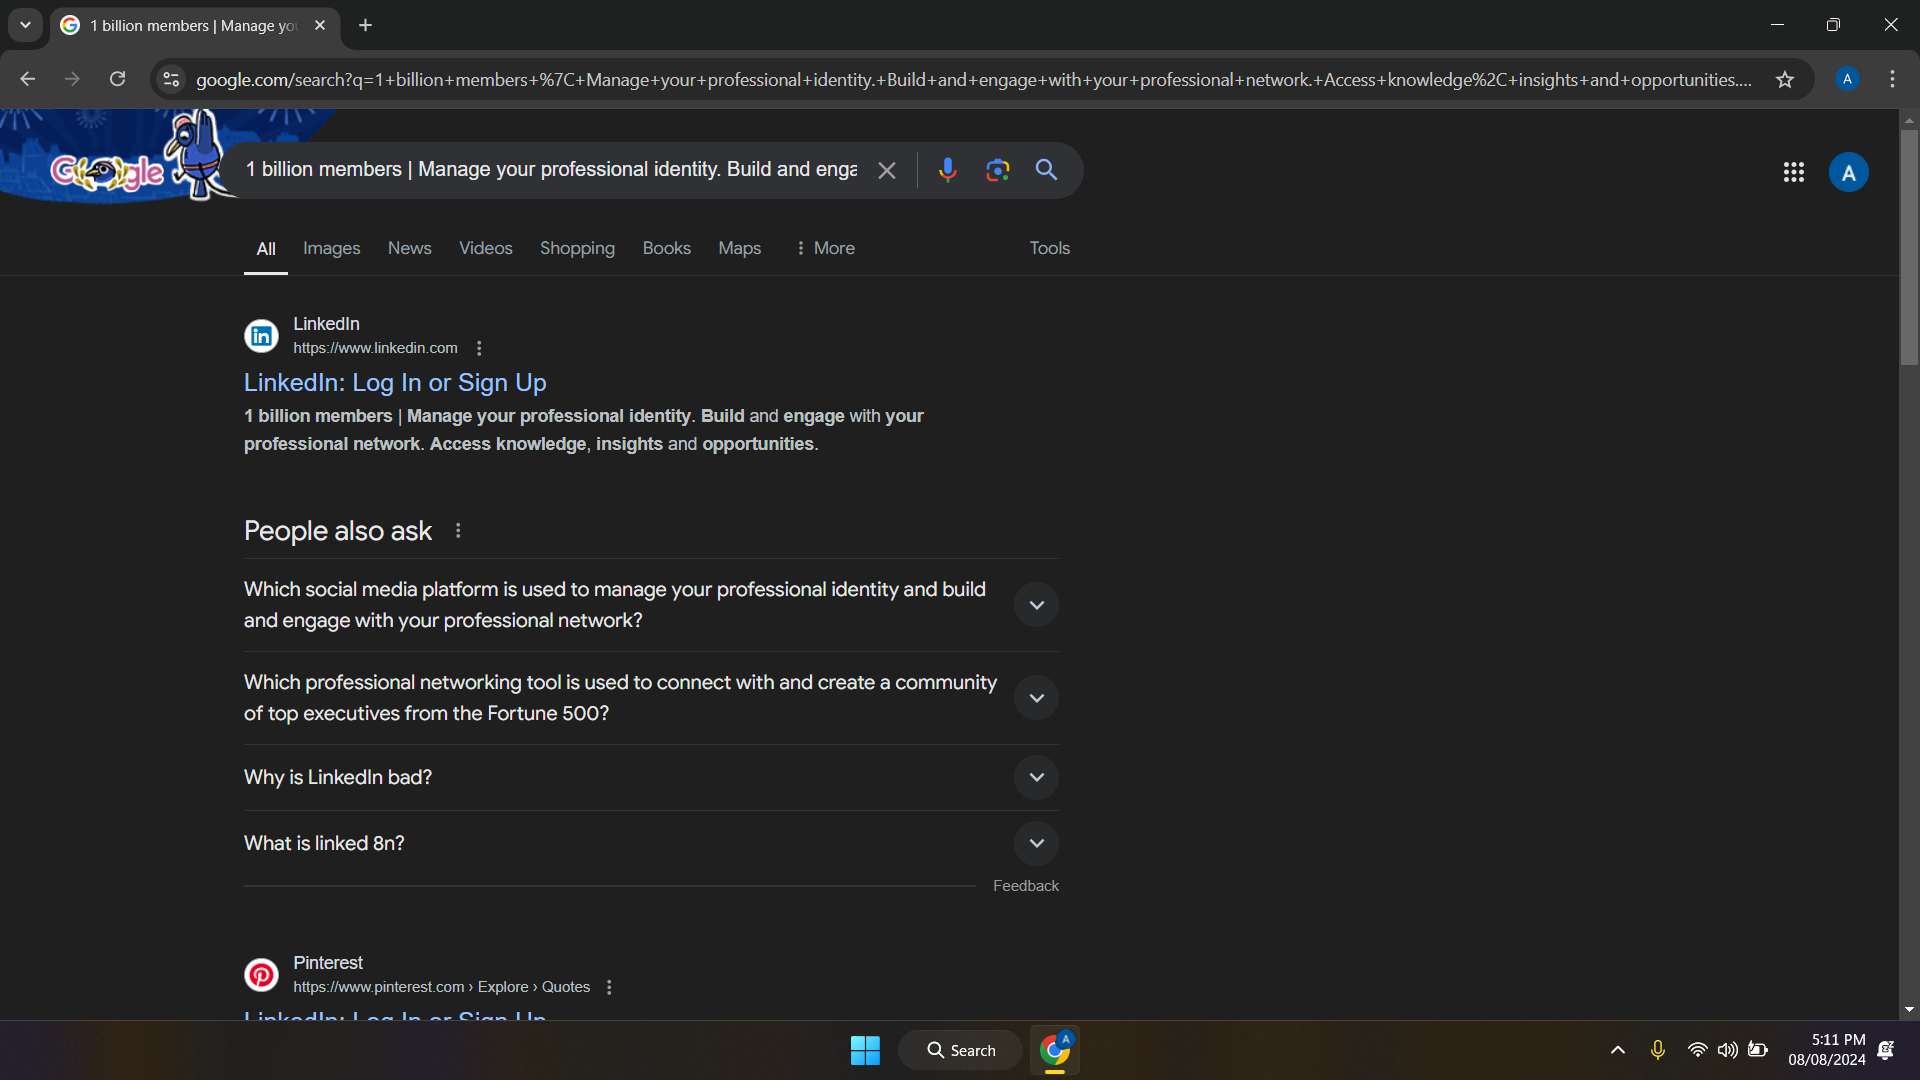 1 billion members | Manage yo
google.com/search?q=1+billion+members+%7C+Manage+your+professional+identity.+Build+and+engage+with+your+professional+network.+Access+knowledge%2C+insights+and+opportunities....
A
Google
1 billion members | Manage your professional identity. Build and enga
A
All Images News Videos Shopping Books Maps More Tools
LinkedIn
https://www.linkedin.com
LinkedIn: Log In or Sign Up
1 billion members | Manage your professional identity. Build and engage with your
professional network. Access knowledge, insights and opportunities.
People also ask
Which social media platform is used to manage your professional identity and build
and engage with your professional network?
Which professional networking tool is used to connect with and create a community
of top executives from the Fortune 500?
Why is LinkedIn bad?
What is linked 8n?
Feedback
Pinterest
https://www.pinterest.com › Explore › Quotes
LinkedIn: Log In or Sign Up
Search
A
5:11 PM
08/08/2024